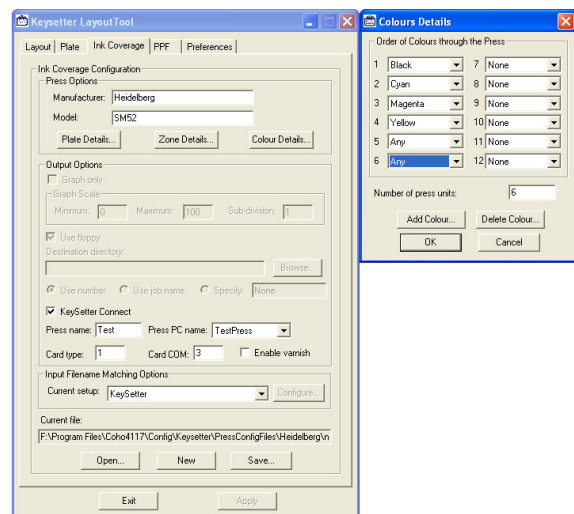 Keysetter LayoutTool
Layout Plate Ink Coverage PPF Preferences
Ink Coverage Configuration
Press Options
Manufacturer: Heidelberg
Model: SM52
Plate Details... Zone Details... Colour Details...
Output Options
Graph only
Graph Scale
Minimum: 0 Maximum: 100 Sub-division: 1
Use floppy
Destination directory:
Browse...
Use number Use job name Specify: None
KeySetter Connect
Press name: Test Press PC name: TestPress
Card type: 1 Card COM: 3 Enable varnish
Input Filename Matching Options
Current setup: KeySetter Configure...
Current file:
F:\Program Files\Coho4117\Config\Keysetter\PressConfigFiles\Heidelberg\n
Open... New Save...
Exit Apply
Colours Details
Order of Colours through the Press
1 Black 7 None
2 Cyan 8 None
3 Magenta 9 None
4 Yellow 10 None
5 Any 11 None
6 Any 12 None
Number of press units: 6
Add Colour... Delete Colour...
OK Cancel